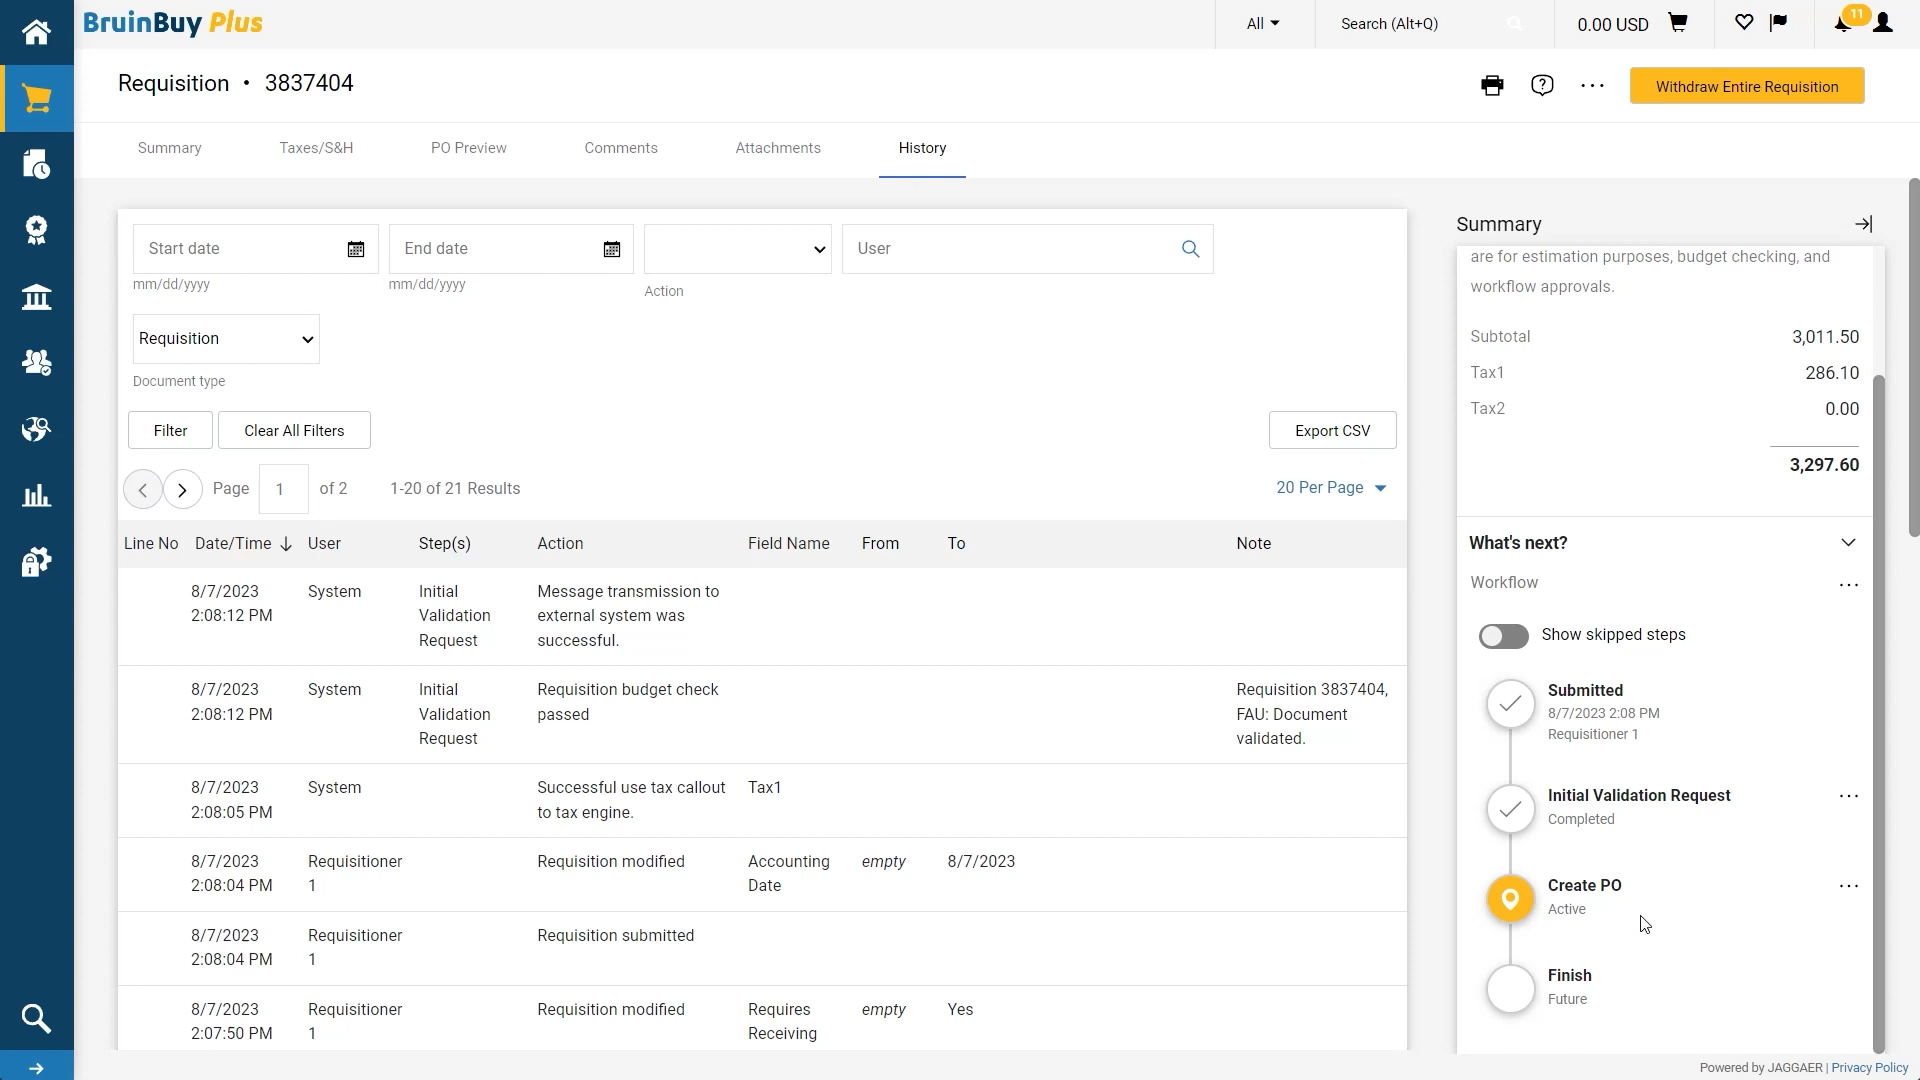 BruinBuy Plus
All
Search (Alt+Q)
0.00 USD
11
Requisition • 3837404
Withdraw Entire Requisition
Summary
Taxes/S&H
PO Preview
Comments
Attachments
History
Start date
mm/dd/yyyy
End date
mm/dd/yyyy
Action
User
Requisition
Document type
Filter
Clear All Filters
Export CSV
Page 1 of 2
1-20 of 21 Results
20 Per Page
Line No Date/Time User Step(s) Action Field Name From To Note
8/7/2023
2:08:12 PM
System
Initial
Validation
Request
Message transmission to
external system was
successful.
8/7/2023
2:08:12 PM
System
Initial
Validation
Request
Requisition budget check
passed
Requisition 3837404,
FAU: Document
validated.
8/7/2023
2:08:05 PM
System
Successful use tax callout
to tax engine.
Tax1
8/7/2023
2:08:04 PM
Requisitioner
1
Requisition modified
Accounting
Date
empty
8/7/2023
8/7/2023
2:08:04 PM
Requisitioner
1
Requisition submitted
8/7/2023
2:07:50 PM
Requisitioner
1
Requisition modified
Requires
Receiving
empty
Yes
Summary
are for estimation purposes, budget checking, and
workflow approvals.
Subtotal 3,011.50
Tax1 286.10
Tax2 0.00
3,297.60
What's next?
Workflow
Show skipped steps
Submitted
8/7/2023 2:08 PM
Requisitioner 1
Initial Validation Request
Completed
Create PO
Active
Finish
Future
Powered by JAGGAER | Privacy Policy